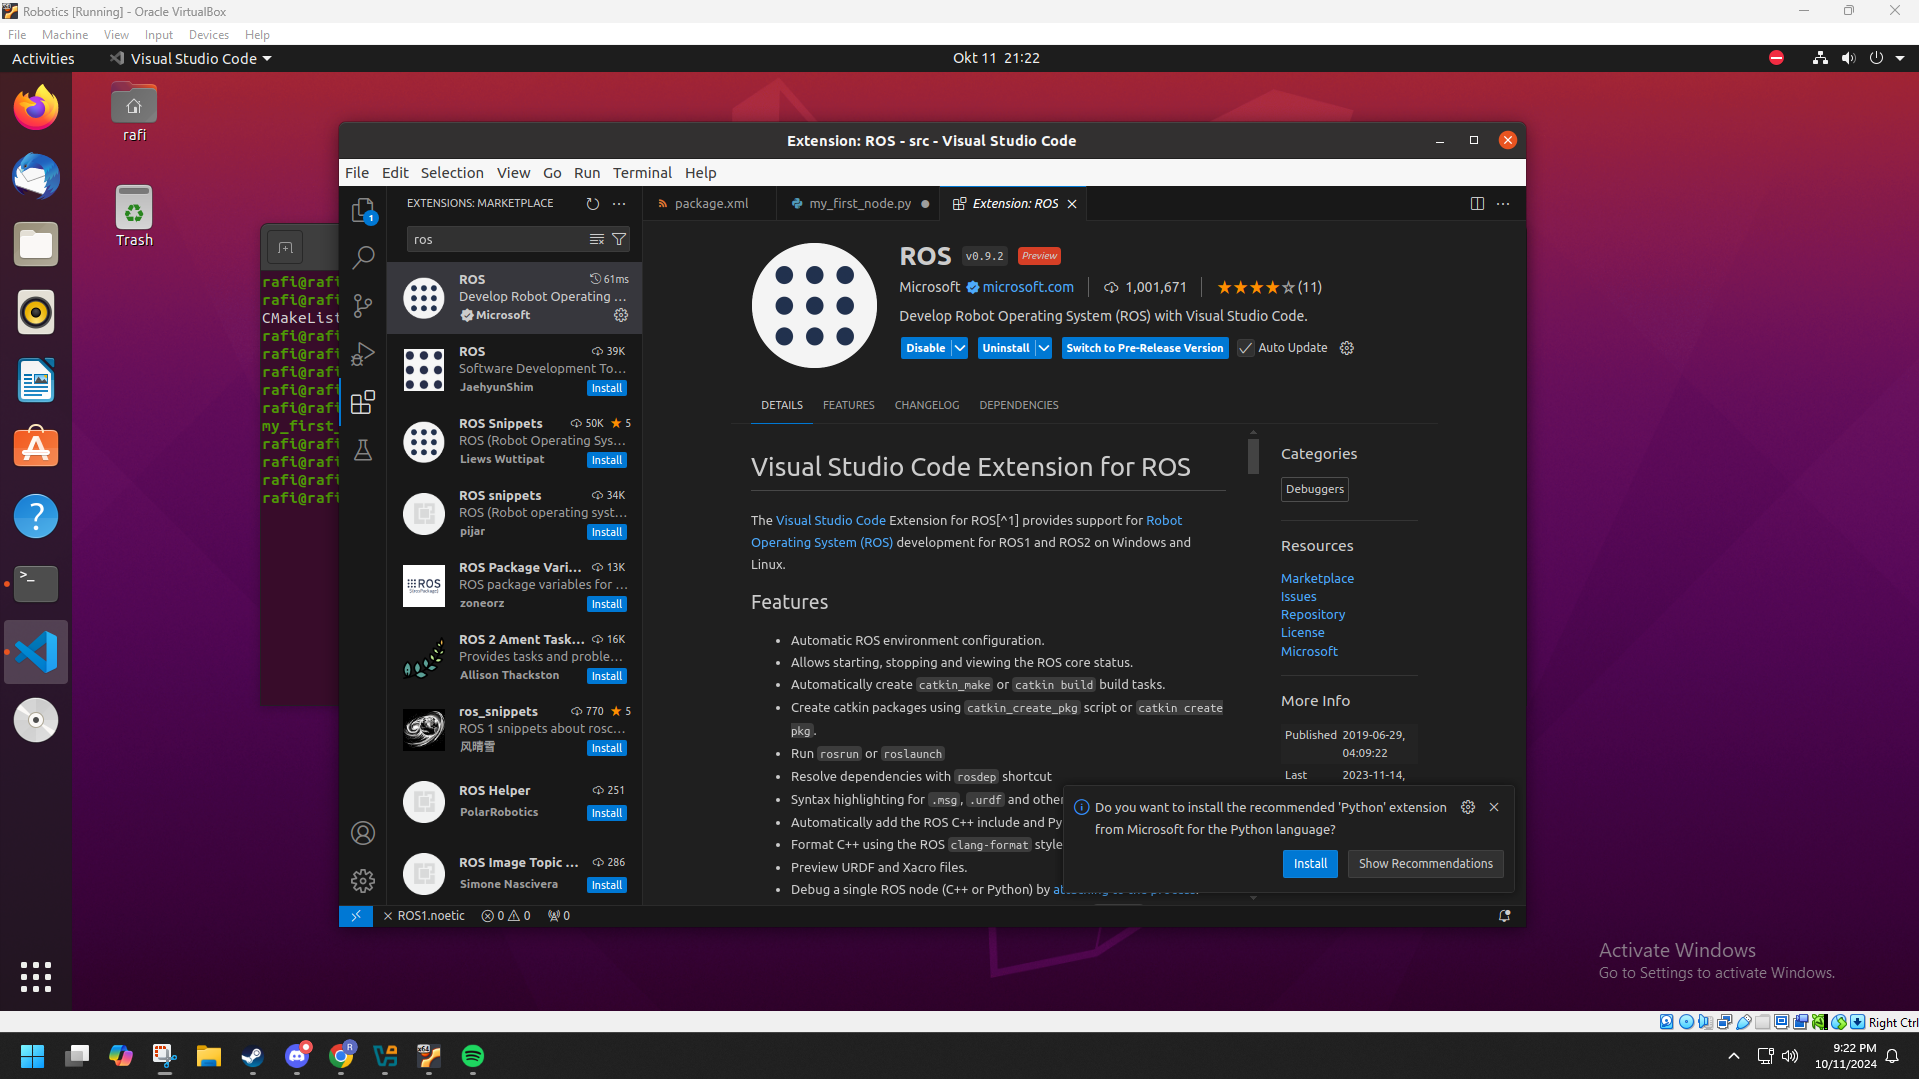 Robotics [Running] - Oracle VirtualBox
File Machine View Input Devices Help
Activities Visual Studio Code Okt 11 21:22
rafi
Trash
rafi@rafi
rafi@rafi
CMakeList
rafi@rafi
rafi@rafi
rafi@rafi
rafi@rafi
rafi@rafi
my_first_
rafi@rafi
rafi@rafi
rafi@rafi
rafi@rafi
Extension: ROS - src - Visual Studio Code
File Edit Selection View Go Run Terminal Help
1
EXTENSIONS: MARKETPLACE
ros
ROS 61ms
Develop Robot Operating ...
Microsoft
ROS 39K
Software Development To...
JaehyunShim Install
ROS Snippets 50K 5
ROS (Robot Operating Sys...
Liews Wuttipat Install
ROS snippets 34K
ROS (Robot operating syst...
pijar Install
ROS
ROS Package Vari... 13K
ROS package variables for ...
zoneorz Install
ROS 2 Ament Task... 16K
Provides tasks and proble...
Allison Thackston Install
ros_snippets 770 5
ROS 1 snippets about rosc...
风晴雪 Install
ROS Helper 251
PolarRobotics Install
ROS Image Topic ... 286
Simone Nascivera Install
package.xml my_first_node.py Extension: ROS
ROS v0.9.2 Preview
Microsoft microsoft.com 1,001,671 (11)
Develop Robot Operating System (ROS) with Visual Studio Code.
Disable Uninstall Switch to Pre-Release Version Auto Update
DETAILS FEATURES CHANGELOG DEPENDENCIES
Visual Studio Code Extension for ROS
The Visual Studio Code Extension for ROS[^1] provides support for Robot
Operating System (ROS) development for ROS1 and ROS2 on Windows and
Linux.
Features
• Automatic ROS environment configuration.
• Allows starting, stopping and viewing the ROS core status.
• Automatically create catkin_make or catkin build build tasks.
• Create catkin packages using catkin_create_pkg script or catkin create
pkg.
• Run rosrun or roslaunch
• Resolve dependencies with rosdep shortcut
• Syntax highlighting for .msg, .urdf and other
• Automatically add the ROS C++ include and Py
• Format C++ using the ROS clang-format style
• Preview URDF and Xacro files.
• Debug a single ROS node (C++ or Python) by attaching to the process.
Categories
Debuggers
Resources
Marketplace
Issues
Repository
License
Microsoft
More Info
Published 2019-06-29,
04:09:22
Last 2023-11-14,
Do you want to install the recommended 'Python' extension
from Microsoft for the Python language?
Install Show Recommendations
ROS1.noetic 0 0 0
Activate Windows
Go to Settings to activate Windows.
Right Ctrl
R
9:22 PM
10/11/2024